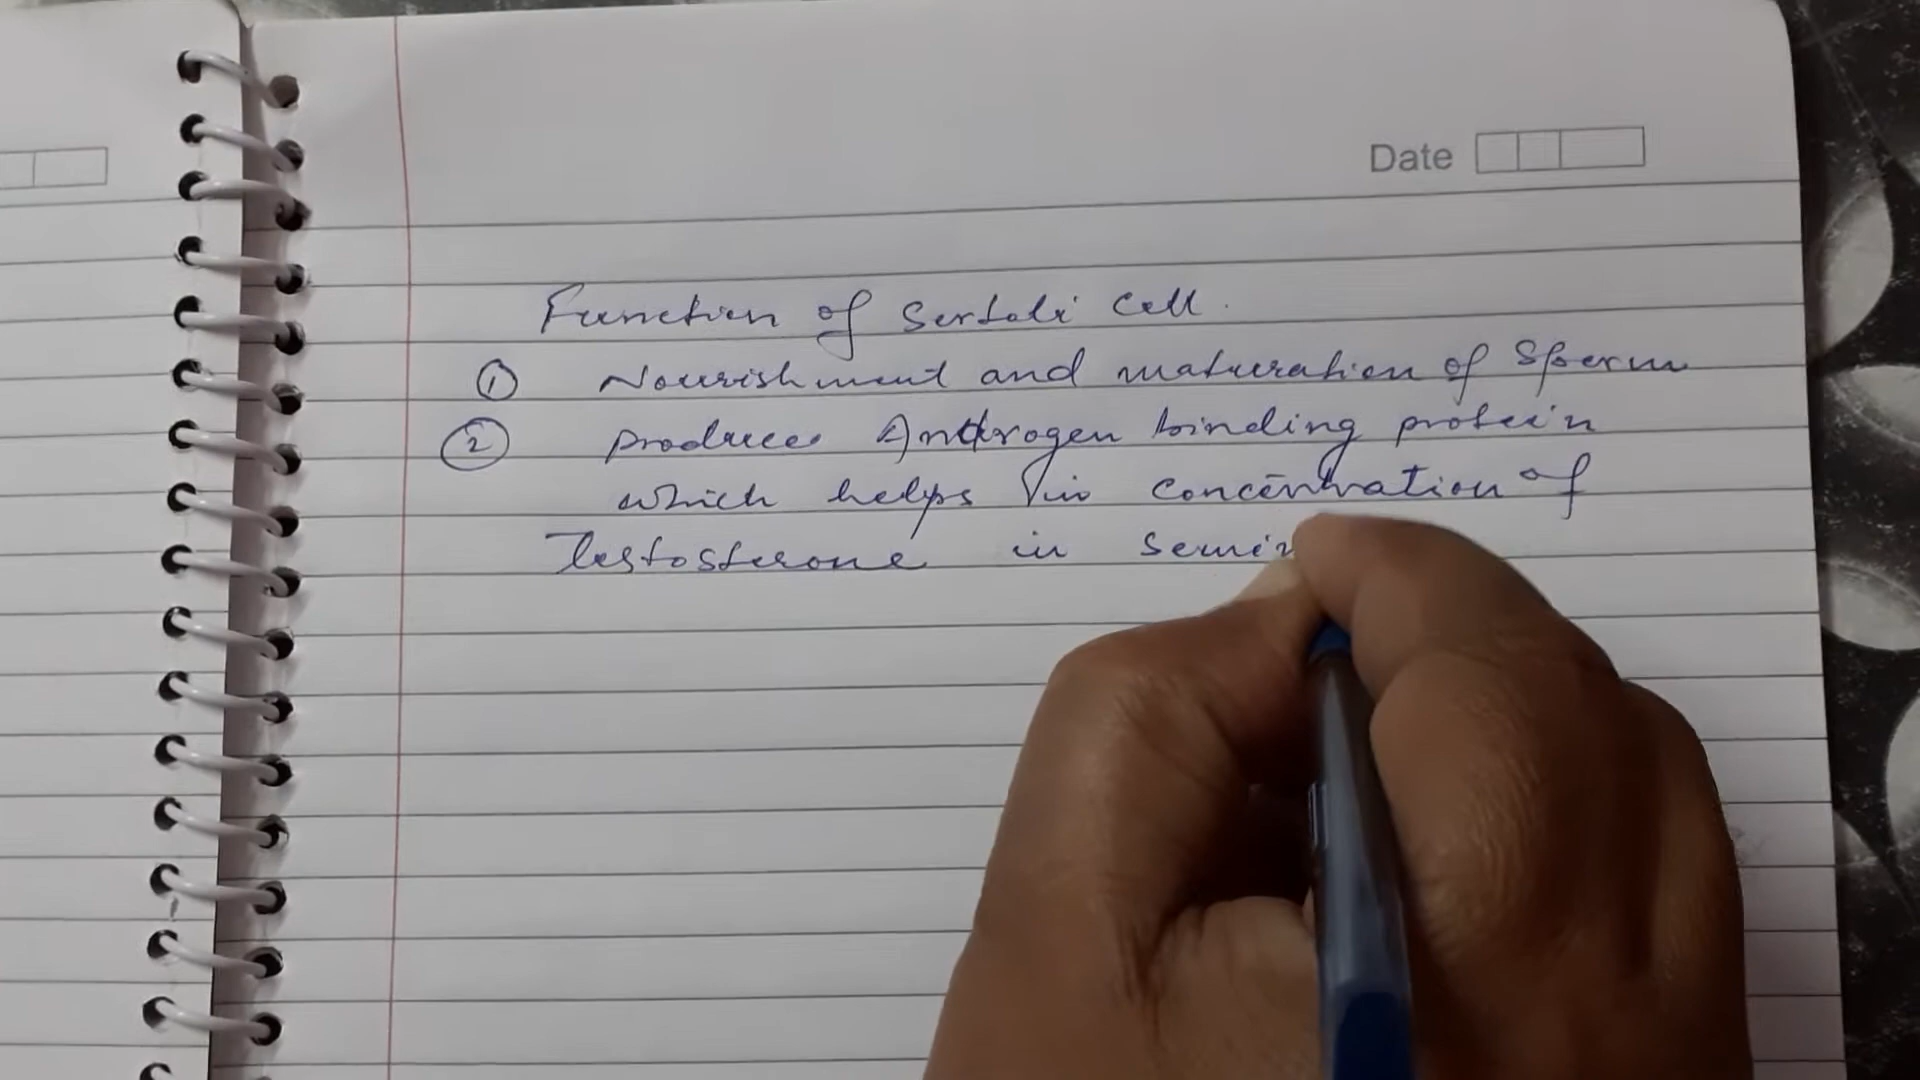 Date
Function of Sertoli Cell.
① Nourishment and maturation of Sperm
② produces Androgen binding protein
which helps in concentration of
Testosterone in semin